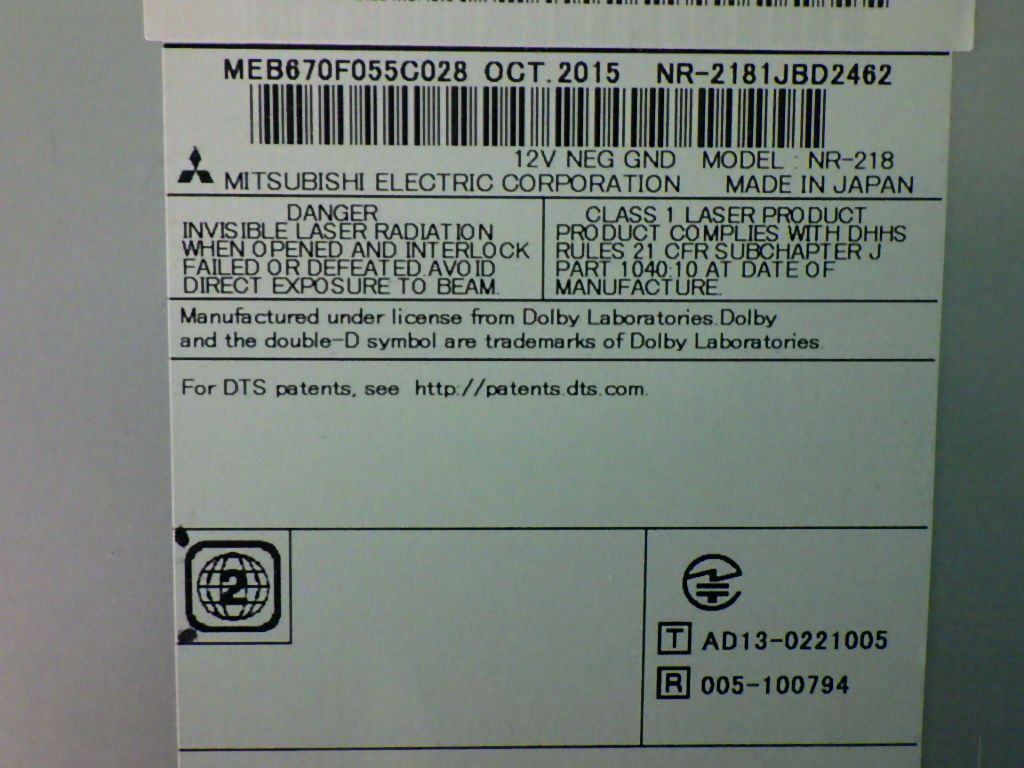 MEB670F055C028 OCT.2015 NR-2181JBD2462
12V NEG GND MODEL : NR-218
MITSUBISHI ELECTRIC CORPORATION MADE IN JAPAN
DANGER
INVISIBLE LASER RADIATION
WHEN OPENED AND INTERLOCK
FAILED OR DEFEATED.AVOID
DIRECT EXPOSURE TO BEAM.
CLASS 1 LASER PRODUCT
PRODUCT COMPLIES WITH DHHS
RULES 21 CFR SUBCHAPTER J
PART 1040:10 AT DATE OF
MANUFACTURE.
Manufactured under license from Dolby Laboratories.Dolby
and the double-D symbol are trademarks of Dolby Laboratories.
For DTS patents, see http://patents.dts.com.
2
T AD13-0221005
R 005-100794